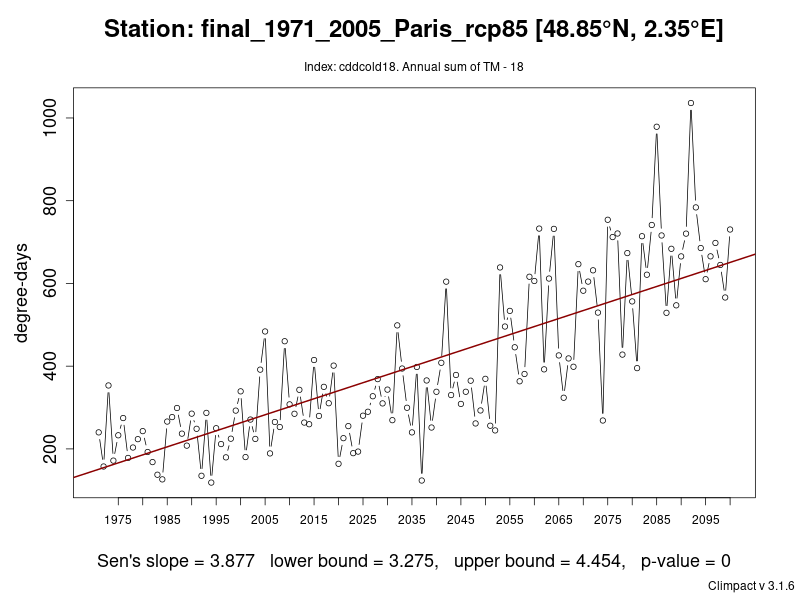 Station: final_1971_2005_Paris_rcp85 [48.85°N, 2.35°E]
Index: cddcold18. Annual sum of TM - 18
degree-days
1000
800
600
400
200
1975 1985 1995 2005 2015 2025 2035 2045 2055 2065 2075 2085 2095
Sen's slope = 3.877 lower bound = 3.275, upper bound = 4.454, p-value = 0
Climpact v 3.1.6